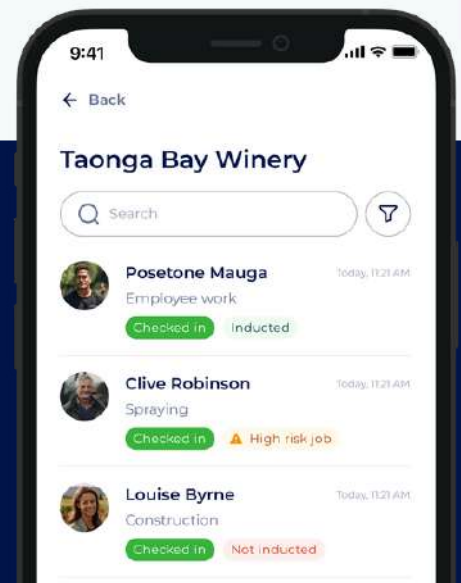 9:41
← Back
Taonga Bay Winery
Search
Posetone Mauga Today, 11:21 AM
Employee work
Checked in Inducted
Clive Robinson Today, 11:21 AM
Spraying
Checked in High risk job
Louise Byrne Today, 11:21 AM
Construction
Checked in Not inducted